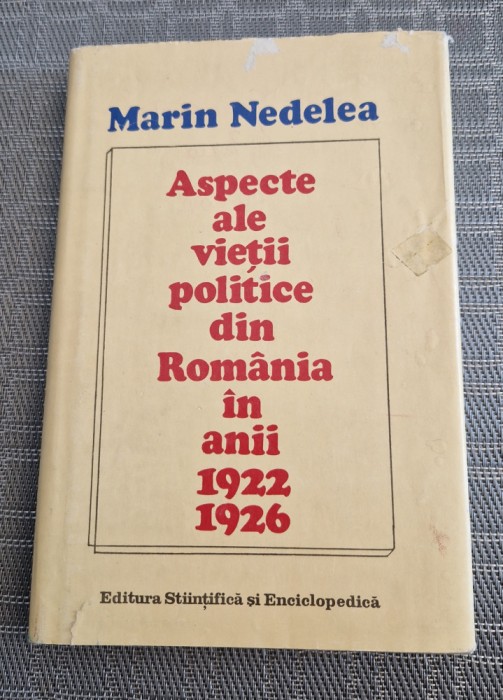 Marin Nedelea
Aspecte
ale
vieții
politice
din
România
în
anii
1922
1926
Editura Stiințifică și Enciclopedică